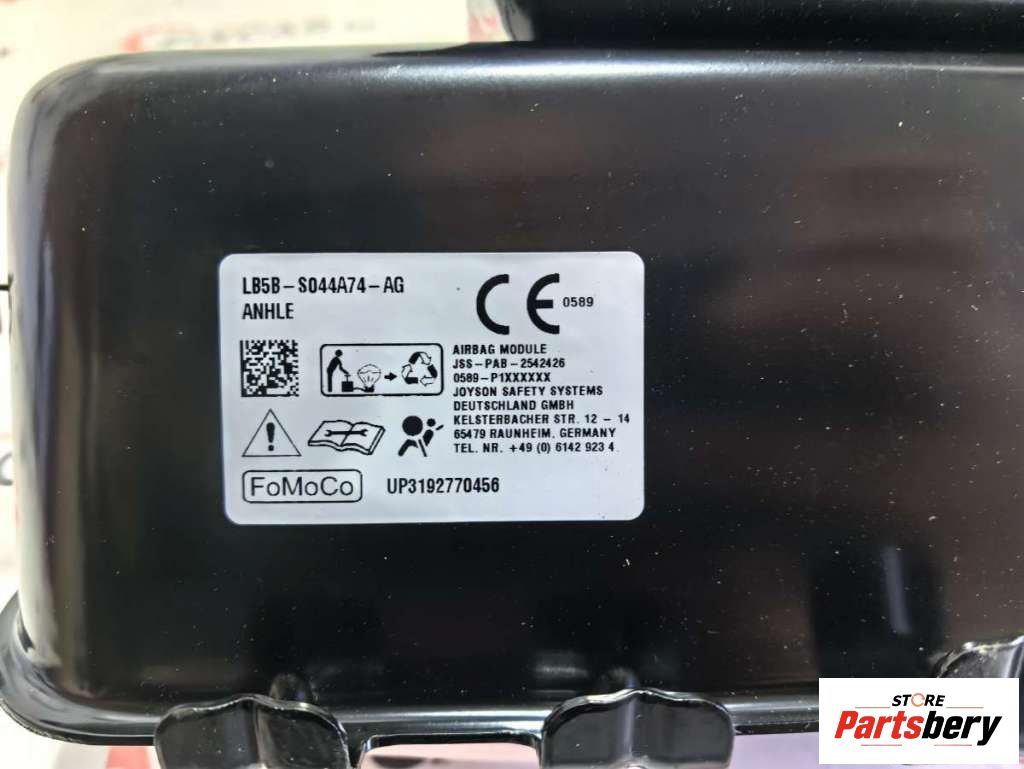 LB5B-S044A74-AG
ANHLE
CE 0589
AIRBAG MODULE
JSS-PAB-2542426
0589-P1XXXXXX
JOYSON SAFETY SYSTEMS
DEUTSCHLAND GMBH
KELSTERBACHER STR. 12 - 14
65479 RAUNHEIM, GERMANY
TEL. NR. +49 (0) 6142 923 4
FoMoCo
UP3192770456
STORE
Partsbery